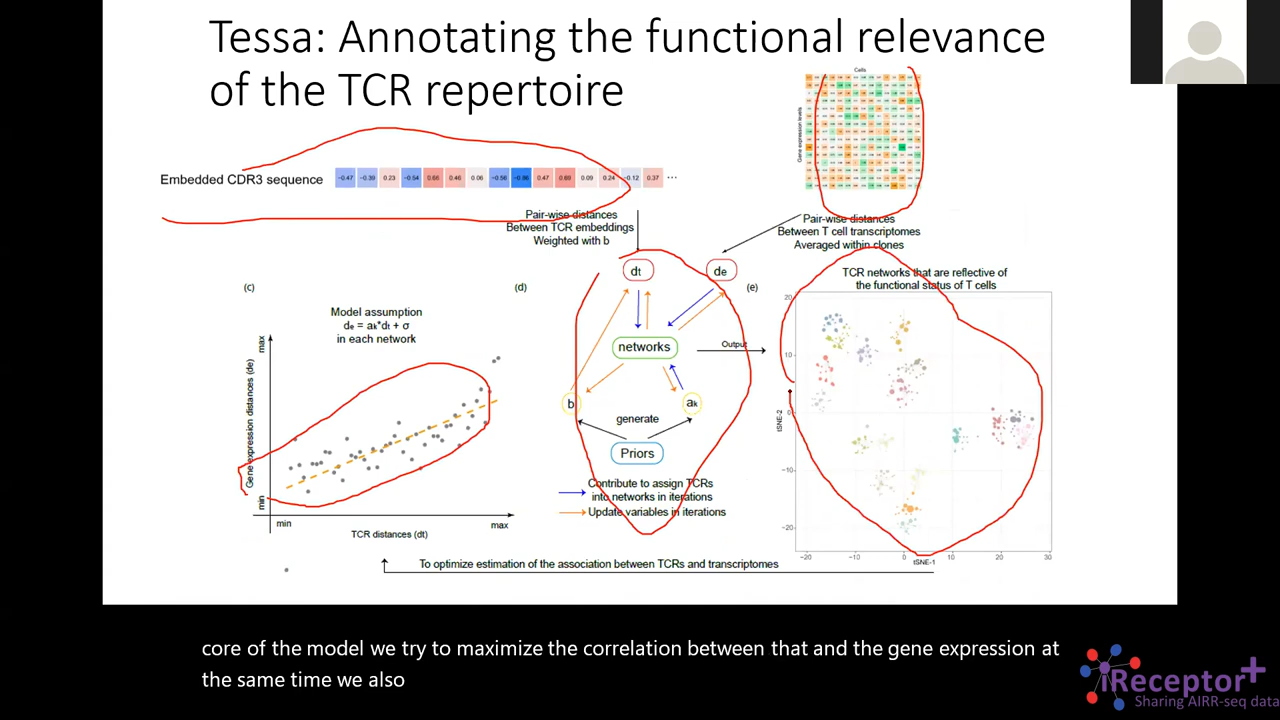 Tessa: Annotating the functional relevance
of the TCR repertoire
Cells
Gene expression levels
Embedded CDR3 sequence
−0.47 −0.39 0.23 −0.54 0.66 0.46 0.06 −0.58 −0.96 0.47 0.69 0.09 0.24 −0.12 0.37 ⋯
Pair-wise distances
Between TCR embeddings
Weighted with b
Pair-wise distances
Between T cell transcriptomes
Averaged within clones
(c)
Model assumption
de = ak*dt + σ
in each network
max
Gene expression distances (de)
min
min
max
TCR distances (dt)
(d)
dt
de
networks
Output
b
ak
generate
Priors
Contribute to assign TCRs
into networks in iterations
Update variables in iterations
(e)
TCR networks that are reflective of
the functional status of T cells
20
10
0
−10
−20
tSNE-2
−20 −10 0 10 20 30
tSNE-1
To optimize estimation of the association between TCRs and transcriptomes
core of the model we try to maximize the correlation between that and the gene expression at
the same time we also
iReceptor+
Sharing AIRR-seq data